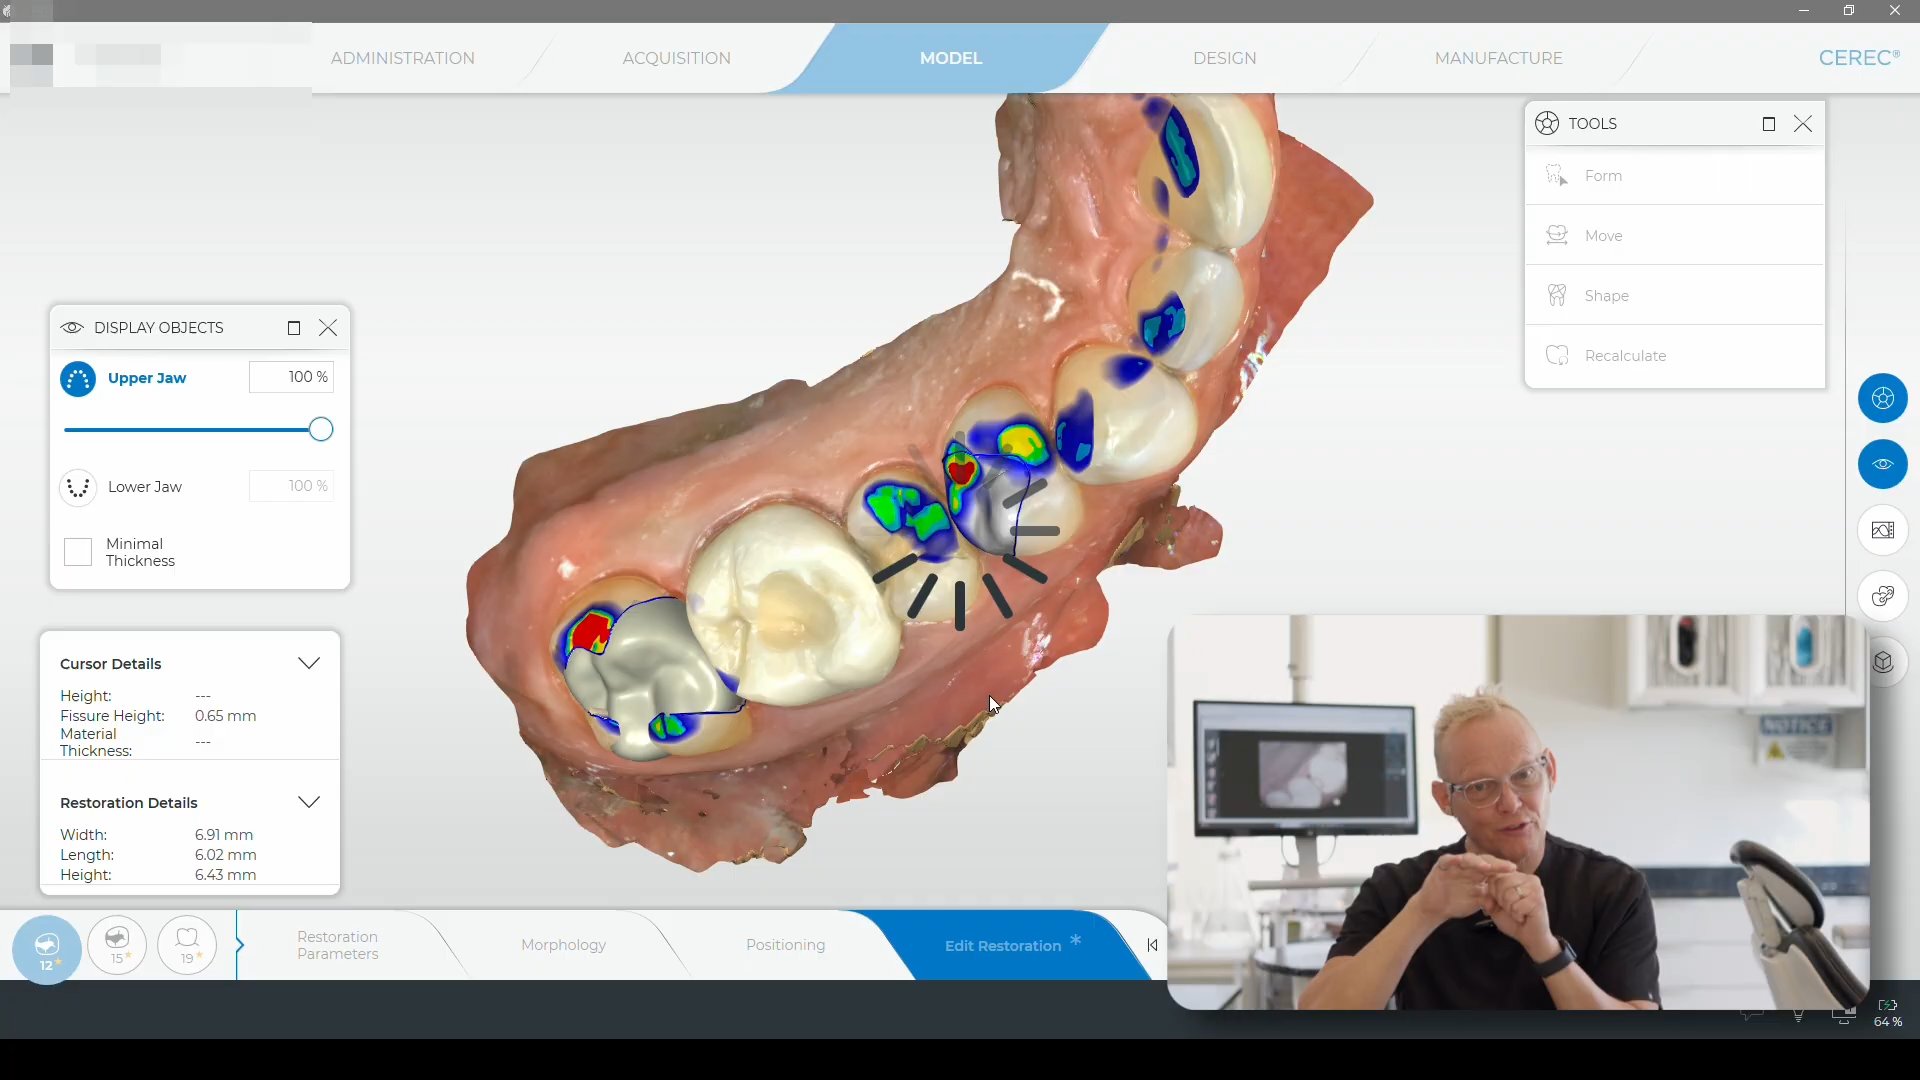 ADMINISTRATION
ACQUISITION
MODEL
DESIGN
MANUFACTURE
CEREC®
TOOLS
Form
Move
Shape
Recalculate
DISPLAY OBJECTS
Upper Jaw
100 %
Lower Jaw
100 %
Minimal
Thickness
Cursor Details
Height: ---
Fissure Height: 0.65 mm
Material
Thickness: ---
Restoration Details
Width: 6.91 mm
Length: 6.02 mm
Height: 6.43 mm
NOTICE
12
15
19
Restoration
Parameters
Morphology
Positioning
Edit Restoration *
64 %